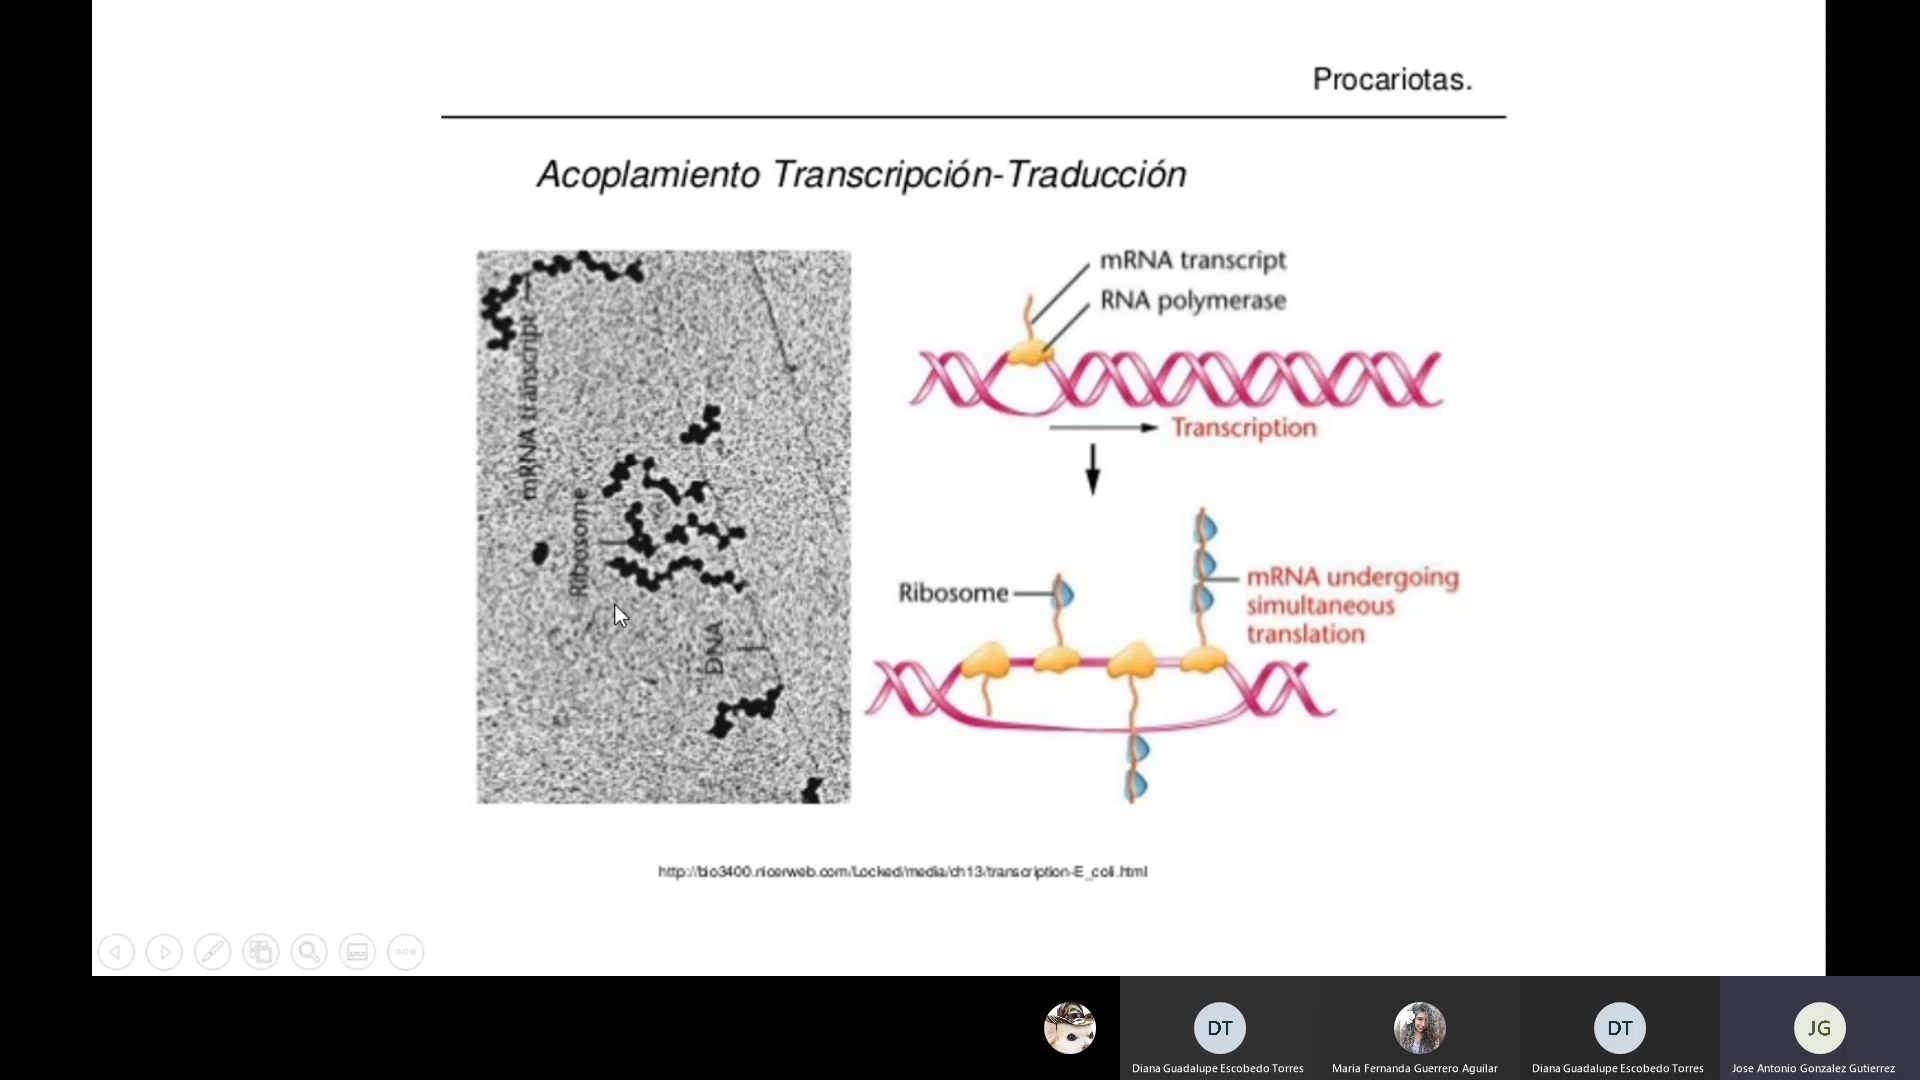 Procariotas.
Acoplamiento Transcripción-Traducción
mRNA transcript
Ribosome
DNA
mRNA transcript
RNA polymerase
Transcription
Ribosome
mRNA undergoing
simultaneous
translation
http://bio3400.nicerweb.com/Locked/media/ch13/transcription-E_coli.html
DT
DT
JG
Diana Guadalupe Escobedo Torres
Maria Fernanda Guerrero Aguilar
Diana Guadalupe Escobedo Torres
Jose Antonio Gonzalez Gutierrez